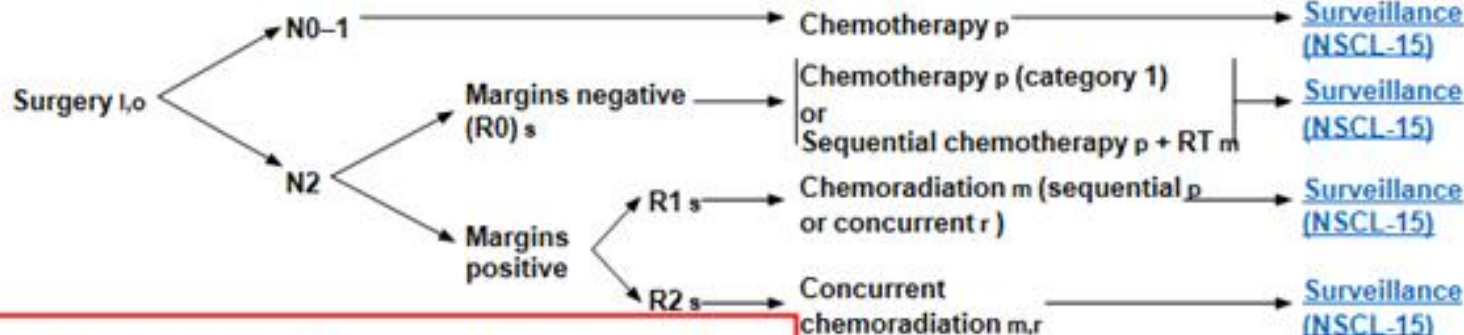 N0–1
Chemotherapy p
Surveillance
(NSCL-15)
Surgery l,o
Margins negative
(R0) s
Chemotherapy p (category 1)
or
Sequential chemotherapy p + RT m
Surveillance
(NSCL-15)
N2
Margins
positive
R1 s
Chemoradiation m (sequential p
or concurrent r )
Surveillance
(NSCL-15)
R2 s
Concurrent
chemoradiation m,r
Surveillance
(NSCL-15)